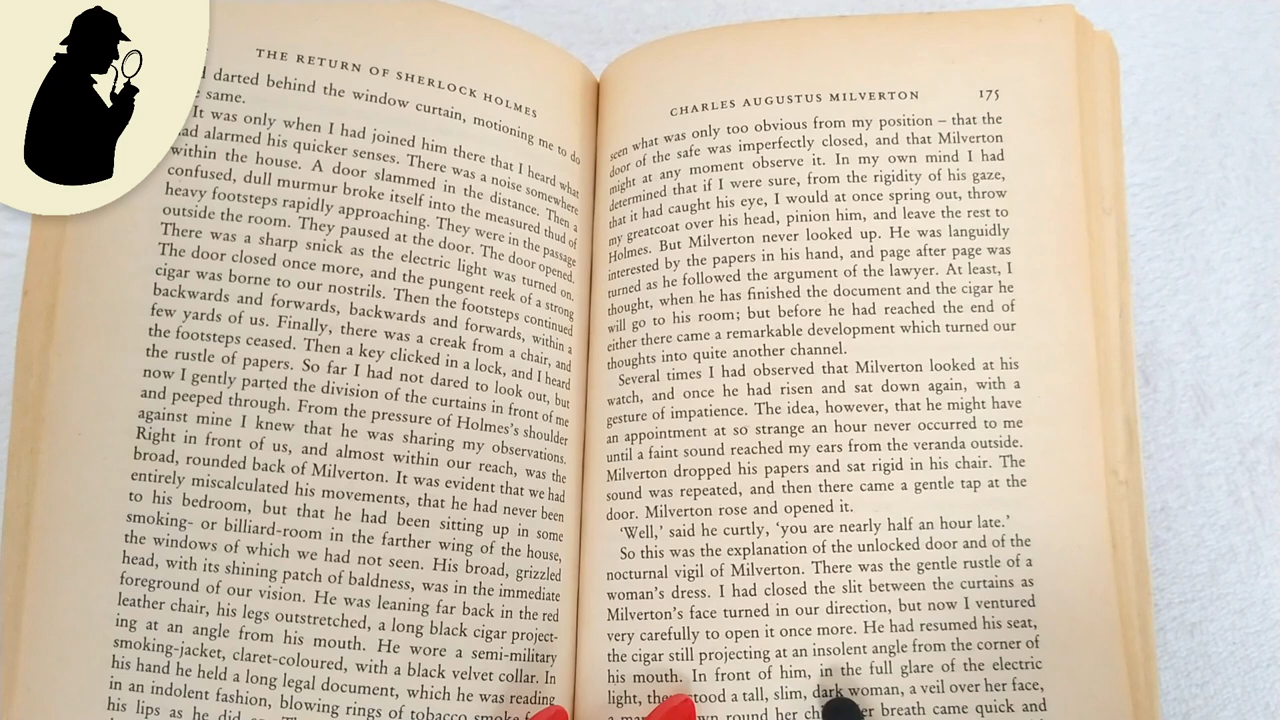 THE RETURN OF SHERLOCK HOLMES
darted behind the window curtain, motioning me to do
same.
It was only when I had joined him there that I heard what
had alarmed his quicker senses. There was a noise somewhere
within the house. A door slammed in the distance. Then a
confused, dull murmur broke itself into the measured thud of
heavy footsteps rapidly approaching. They were in the passage
outside the room. They paused at the door. The door opened.
There was a sharp snick as the electric light was turned on.
The door closed once more, and the pungent reek of a strong
cigar was borne to our nostrils. Then the footsteps continued
backwards and forwards, backwards and forwards, within a
few yards of us. Finally, there was a creak from a chair, and
the footsteps ceased. Then a key clicked in a lock, and I heard
the rustle of papers. So far I had not dared to look out, but
now I gently parted the division of the curtains in front of me
and peeped through. From the pressure of Holmes's shoulder
against mine I knew that he was sharing my observations.
Right in front of us, and almost within our reach, was the
broad, rounded back of Milverton. It was evident that we had
entirely miscalculated his movements, that he had never been
to his bedroom, but that he had been sitting up in some
smoking- or billiard-room in the farther wing of the house,
the windows of which we had not seen. His broad, grizzled
head, with its shining patch of baldness, was in the immediate
foreground of our vision. He was leaning far back in the red
leather chair, his legs outstretched, a long black cigar project-
ing at an angle from his mouth. He wore a semi-military
smoking-jacket, claret-coloured, with a black velvet collar. In
his hand he held a long legal document, which he was reading
in an indolent fashion, blowing rings of tobacco smoke
his lips as he did
CHARLES AUGUSTUS MILVERTON 175
seen what was only too obvious from my position – that the
door of the safe was imperfectly closed, and that Milverton
might at any moment observe it. In my own mind I had
determined that if I were sure, from the rigidity of his gaze,
that it had caught his eye, I would at once spring out, throw
my greatcoat over his head, pinion him, and leave the rest to
Holmes. But Milverton never looked up. He was languidly
interested by the papers in his hand, and page after page was
turned as he followed the argument of the lawyer. At least, I
thought, when he has finished the document and the cigar he
will go to his room; but before he had reached the end of
either there came a remarkable development which turned our
thoughts into quite another channel.
Several times I had observed that Milverton looked at his
watch, and once he had risen and sat down again, with a
gesture of impatience. The idea, however, that he might have
an appointment at so strange an hour never occurred to me
until a faint sound reached my ears from the veranda outside.
Milverton dropped his papers and sat rigid in his chair. The
sound was repeated, and then there came a gentle tap at the
door. Milverton rose and opened it.
'Well,' said he curtly, 'you are nearly half an hour late.'
So this was the explanation of the unlocked door and of the
nocturnal vigil of Milverton. There was the gentle rustle of a
woman's dress. I had closed the slit between the curtains as
Milverton's face turned in our direction, but now I ventured
very carefully to open it once more. He had resumed his seat,
the cigar still projecting at an insolent angle from the corner of
his mouth. In front of him, in the full glare of the electric
light, there stood a tall, slim, dark woman, a veil over her face,
round her breath came quick and